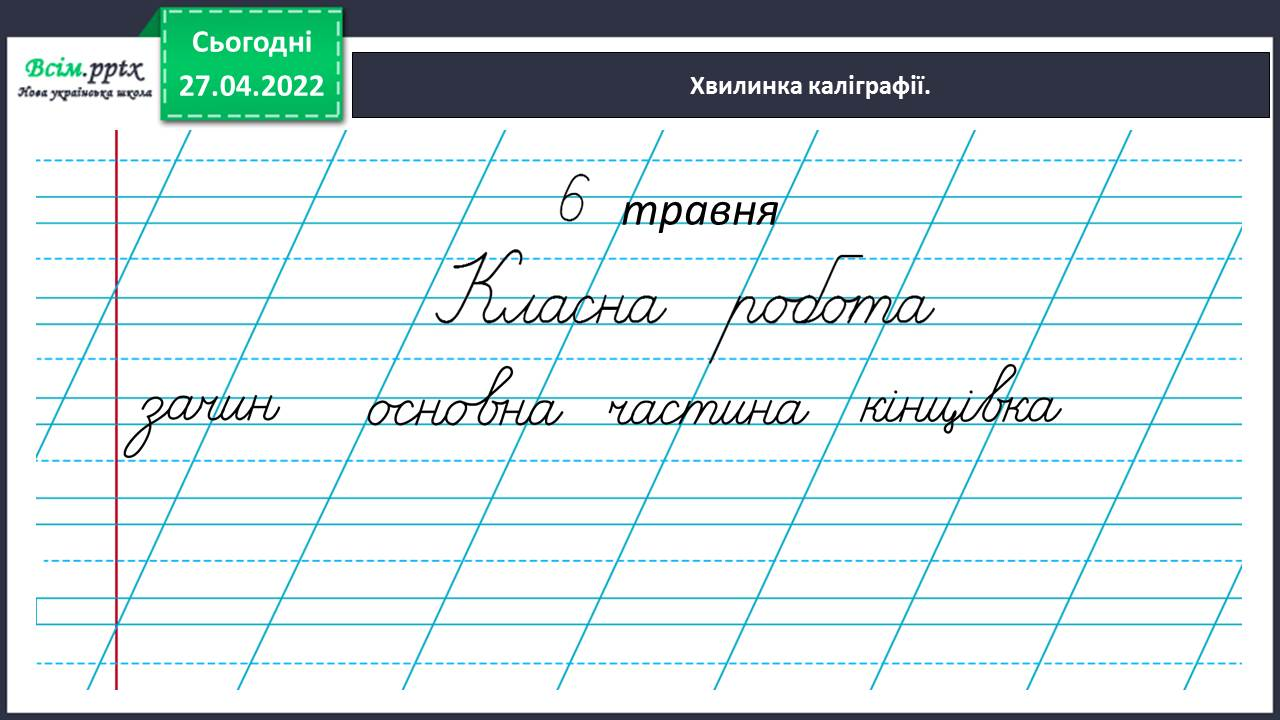 Сьогодні
27.04.2022
Всім.pptx
Нова українська школа
Хвилинка каліграфії.
6 травня
Класна робота
зачин основна частина кінцівка